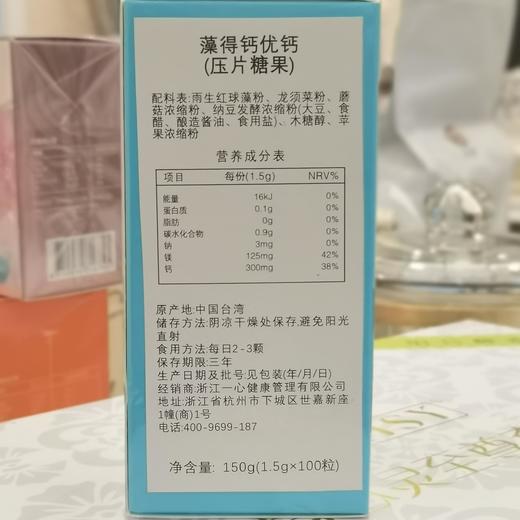 藻得钙优钙
(压片糖果)
配料表:雨生红球藻粉、龙须菜粉、蘑
菇浓缩粉、纳豆发酵浓缩粉(大豆、食
醋、酿造酱油、食用盐)、木糖醇、苹
果浓缩粉
营养成分表
项目 每份(1.5g) NRV%
能量 16kJ 0%
蛋白质 0.1g 0%
脂肪 0g 0%
碳水化合物 0.9g 0%
钠 3mg 0%
镁 125mg 42%
钙 300mg 38%
原产地:中国台湾
储存方法:阴凉干燥处保存,避免阳光
直射
食用方法:每日2-3颗
保存期限:三年
生产日期及批号:见包装(年/月/日)
经销商:浙江一心健康管理有限公司
地址:浙江省杭州市下城区世嘉新座
1幢(商)1号
电话:400-9699-187
净含量: 150g(1.5g×100粒)